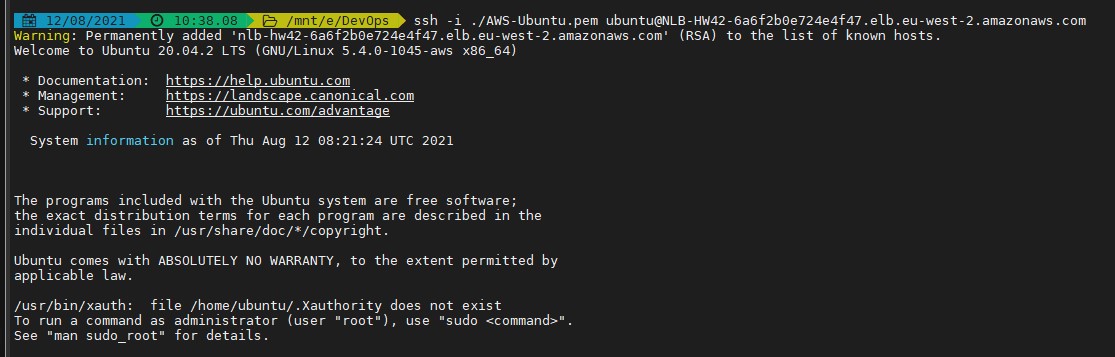 12/08/2021 10:38.08 /mnt/e/DevOps ssh -i ./AWS-Ubuntu.pem ubuntu@NLB-HW42-6a6f2b0e724e4f47.elb.eu-west-2.amazonaws.com
Warning: Permanently added 'nlb-hw42-6a6f2b0e724e4f47.elb.eu-west-2.amazonaws.com' (RSA) to the list of known hosts.
Welcome to Ubuntu 20.04.2 LTS (GNU/Linux 5.4.0-1045-aws x86_64)
* Documentation: https://help.ubuntu.com
* Management: https://landscape.canonical.com
* Support: https://ubuntu.com/advantage
System information as of Thu Aug 12 08:21:24 UTC 2021
The programs included with the Ubuntu system are free software;
the exact distribution terms for each program are described in the
individual files in /usr/share/doc/*/copyright.
Ubuntu comes with ABSOLUTELY NO WARRANTY, to the extent permitted by
applicable law.
/usr/bin/xauth: file /home/ubuntu/.Xauthority does not exist
To run a command as administrator (user "root"), use "sudo <command>".
See "man sudo_root" for details.